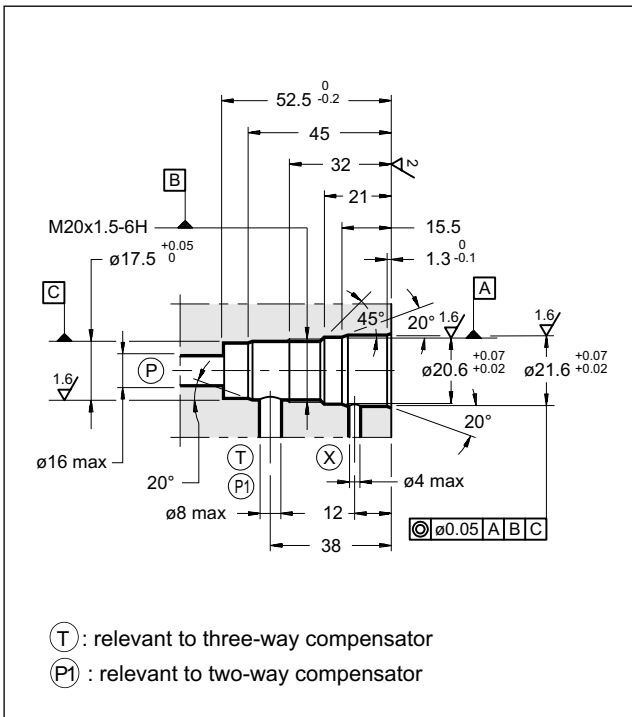 52.5 0 -0.2
45
32
2
B
21
M20x1.5-6H
15.5
ø17.5 +0.05 0
1.3 0 -0.1
C
A
45°
20°
1.6
1.6
P
ø20.6 +0.07 +0.02
ø21.6 +0.07 +0.02
1.6
20°
ø16 max
T
X
20°
P1
ø4 max
ø8 max
12
ø0.05 A B C
38
T : relevant to three-way compensator
P1 : relevant to two-way compensator